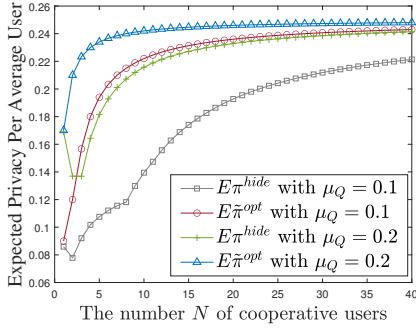 0.26
0.24
0.22
0.2
0.18
0.16
0.14
0.12
0.1
0.08
0.06
Expected Privacy Per Average User
Eπ^hide with μ_Q = 0.1
Eπ̃^opt with μ_Q = 0.1
Eπ^hide with μ_Q = 0.2
Eπ̃^opt with μ_Q = 0.2
0 5 10 15 20 25 30 35 40
The number N of cooperative users